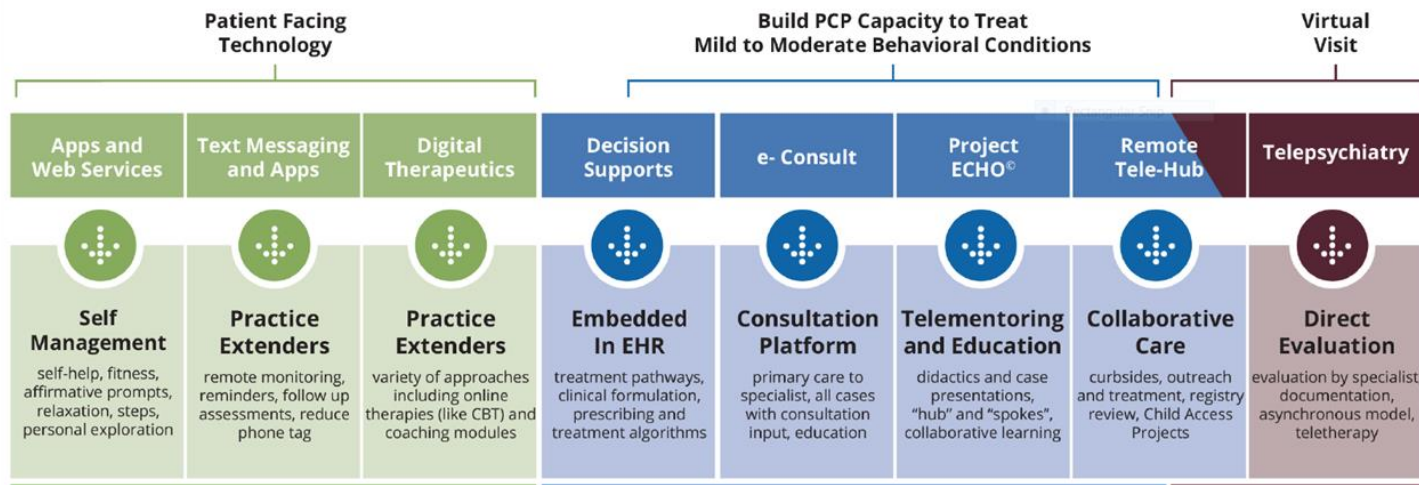 Patient Facing
Technology
Build PCP Capacity to Treat
Mild to Moderate Behavioral Conditions
Virtual
Visit
Apps and
Web Services
Text Messaging
and Apps
Digital
Therapeutics
Decision
Supports
e- Consult
Project
ECHO©
Remote
Tele-Hub
Telepsychiatry
Self
Management
self-help, fitness,
affirmative prompts,
relaxation, steps,
personal exploration
Practice
Extenders
remote monitoring,
reminders, follow up
assessments, reduce
phone tag
Practice
Extenders
variety of approaches
including online
therapies (like CBT) and
coaching modules
Embedded
In EHR
treatment pathways,
clinical formulation,
prescribing and
treatment algorithms
Consultation
Platform
primary care to
specialist, all cases
with consultation
input, education
Telementoring
and Education
didactics and case
presentations,
“hub” and “spokes”,
collaborative learning
Collaborative
Care
curbsides, outreach
and treatment, registry
review, Child Access
Projects
Direct
Evaluation
evaluation by specialist
documentation,
asynchronous model,
teletherapy